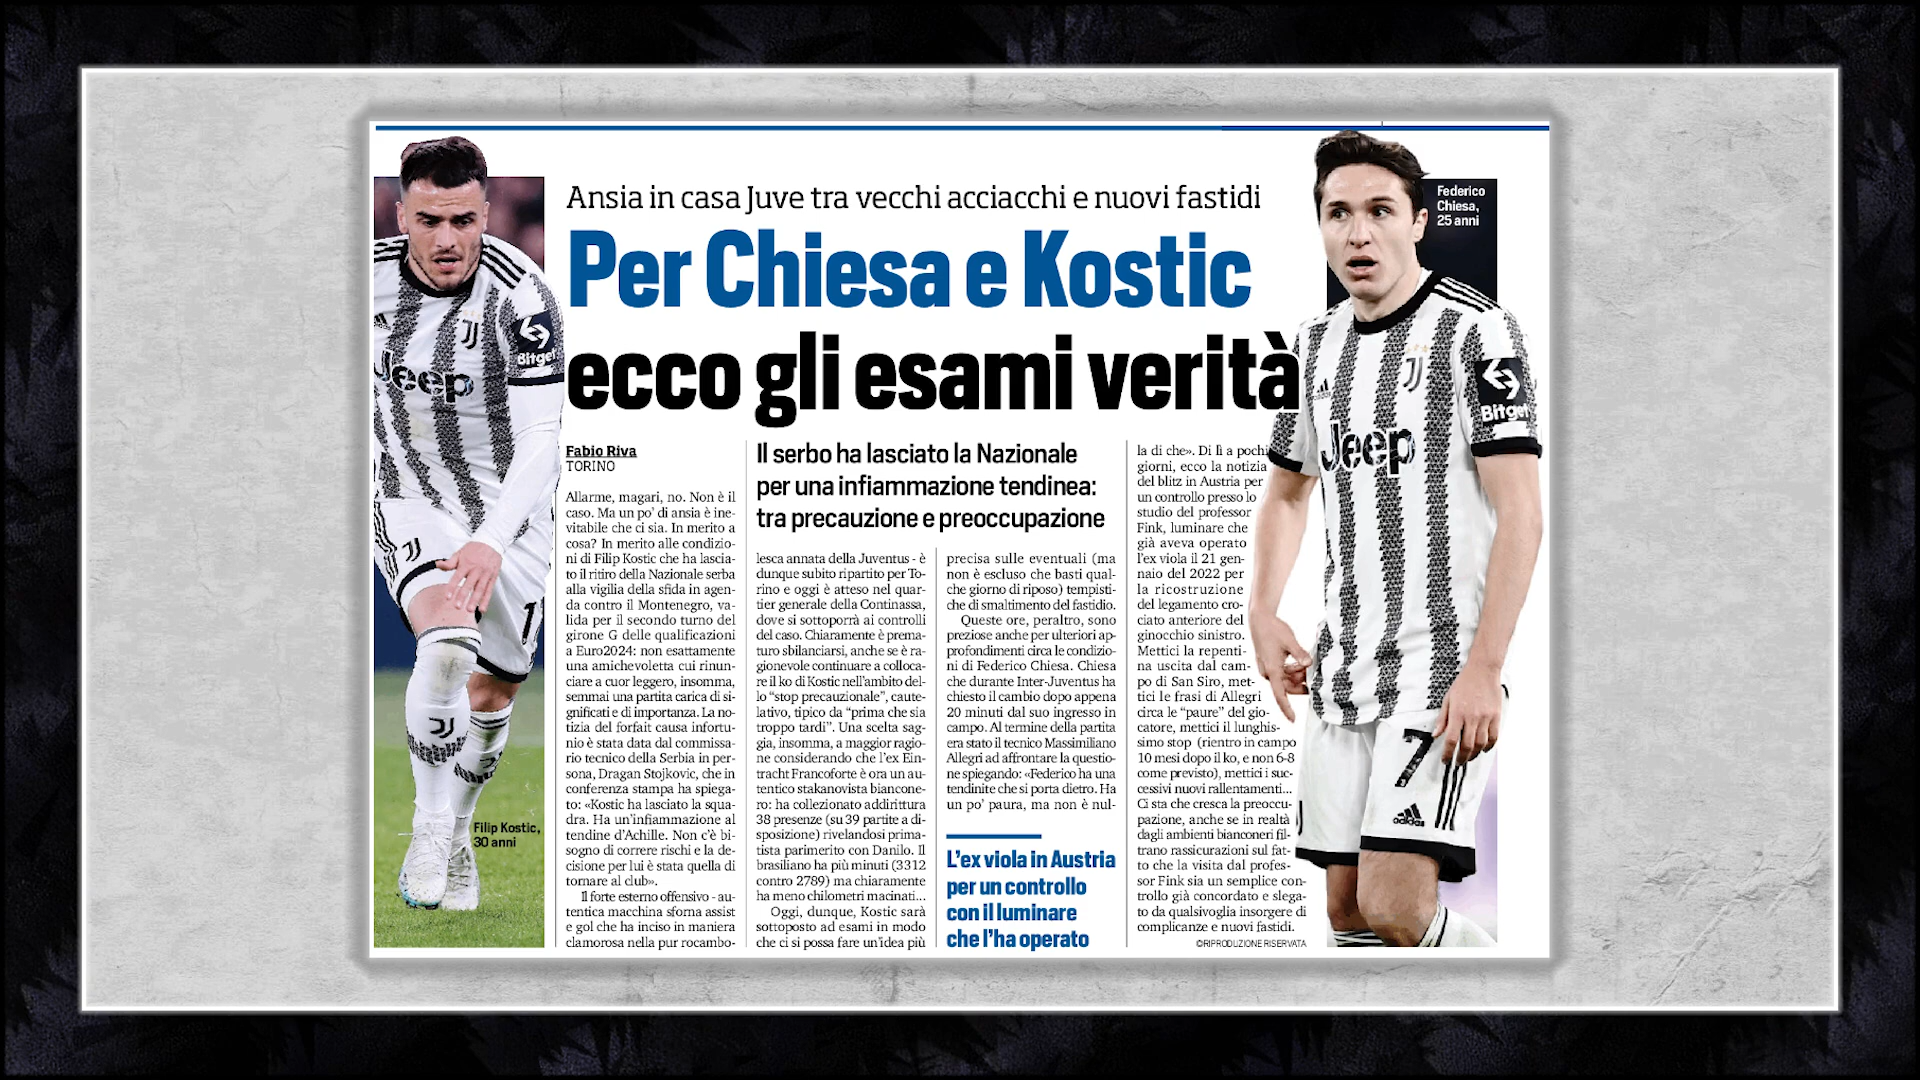 Ansia in casa Juve tra vecchi acciacchi e nuovi fastidi
Per Chiesa e Kostic
ecco gli esami verità
Federico
Chiesa,
25 anni
Filip Kostic,
30 anni
Fabio Riva
TORINO
Allarme, magari, no. Non è il
caso. Ma un po' di ansia è ine-
vitabile che ci sia. In merito a
cosa? In merito alle condizio-
ni di Filip Kostic che ha lascia-
to il ritiro della Nazionale serba
alla vigilia della sfida in agen-
da contro il Montenegro, va-
lida per il secondo turno del
girone G delle qualificazioni
a Euro2024: non esattamente
una amichevoletta cui rinun-
ciare a cuor leggero, insomma,
semmai una partita carica di si-
gnificati e di importanza. La no-
tizia del forfait causa infortu-
nio è stata data dal commissa-
rio tecnico della Serbia in per-
sona, Dragan Stojkovic, che in
conferenza stampa ha spiega-
to: «Kostic ha lasciato la squa-
dra. Ha un'infiammazione al
tendine d'Achille. Non c'è bi-
sogno di correre rischi e la de-
cisione per lui è stata quella di
tornare al club».
Il forte esterno offensivo - au-
tentica macchina sforna assist
e gol che ha inciso in maniera
clamorosa nella pur rocambo-
Il serbo ha lasciato la Nazionale
per una infiammazione tendinea:
tra precauzione e preoccupazione
lesca annata della Juventus - è
dunque subito ripartito per To-
rino e oggi è atteso nel quar-
tier generale della Continassa,
dove si sottoporrà ai controlli
del caso. Chiaramente è prema-
turo sbilanciarsi, anche se è ra-
gionevole continuare a colloca-
re il ko di Kostic nell'ambito del-
lo “stop precauzionale”, caute-
lativo, tipico da “prima che sia
troppo tardi”. Una scelta sag-
gia, insomma, a maggior ragio-
ne considerando che l'ex Ein-
tracht Francoforte è ora un au-
tentico stakanovista biancone-
ro: ha collezionato addirittura
38 presenze (su 39 partite a di-
sposizione) rivelandosi prima-
tista parimerito con Danilo. Il
brasiliano ha più minuti (3312
contro 2789) ma chiaramente
ha meno chilometri macinati...
Oggi, dunque, Kostic sarà
sottoposto ad esami in modo
che ci si possa fare un'idea più
precisa sulle eventuali (ma
non è escluso che basti qual-
che giorno di riposo) tempisti-
che di smaltimento del fastidio.
Queste ore, peraltro, sono
preziose anche per ulteriori ap-
profondimenti circa le condizio-
ni di Federico Chiesa. Chiesa
che durante Inter-Juventus ha
chiesto il cambio dopo appena
20 minuti dal suo ingresso in
campo. Al termine della partita
era stato il tecnico Massimiliano
Allegri ad affrontare la questio-
ne spiegando: «Federico ha una
tendinite che si porta dietro. Ha
un po' paura, ma non è nul-
L'ex viola in Austria
per un controllo
con il luminare
che l'ha operato
la di che». Di lì a pochi
giorni, ecco la notizia
del blitz in Austria per
un controllo presso lo
studio del professor
Fink, luminare che
già aveva operato
l'ex viola il 21 gen-
naio del 2022 per
la ricostruzione
del legamento cro-
ciato anteriore del
ginocchio sinistro.
Mettici la repenti-
na uscita dal cam-
po di San Siro, met-
tici le frasi di Allegri
circa le “paure” del gio-
catore, mettici il lunghis-
simo stop (rientro in campo
10 mesi dopo il ko, e non 6-8
come previsto), mettici i suc-
cessivi nuovi rallentamenti...
Ci sta che cresca la preoccu-
pazione, anche se in realtà
dagli ambienti bianconeri fil-
trano rassicurazioni sul fat-
to che la visita dal profes-
sor Fink sia un semplice con-
trollo già concordato e slega-
to da qualsivoglia insorgere di
complicanze e nuovi fastidi.
©RIPRODUZIONE RISERVATA
Jeep
Bitget
11
Jeep
Bitget
7
adidas